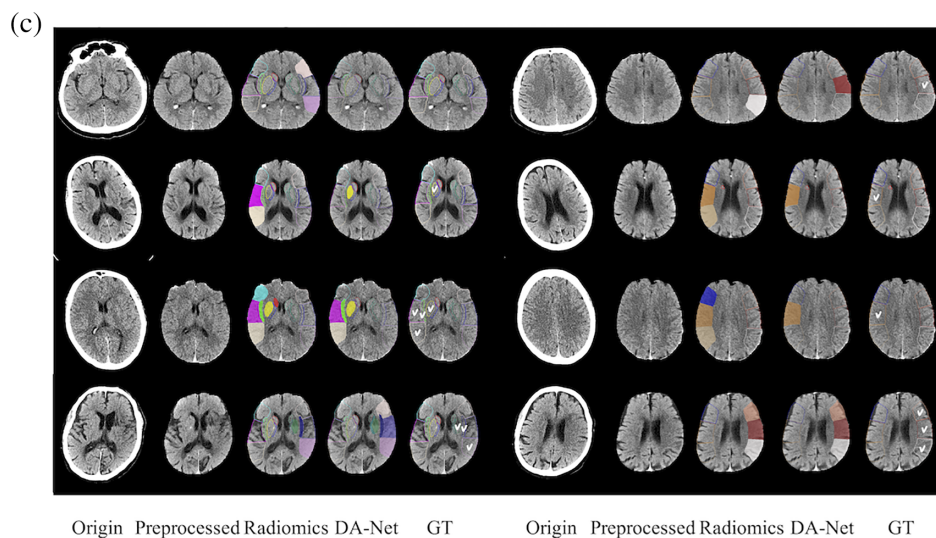 (c)
Origin Preprocessed Radiomics DA-Net GT Origin Preprocessed Radiomics DA-Net GT